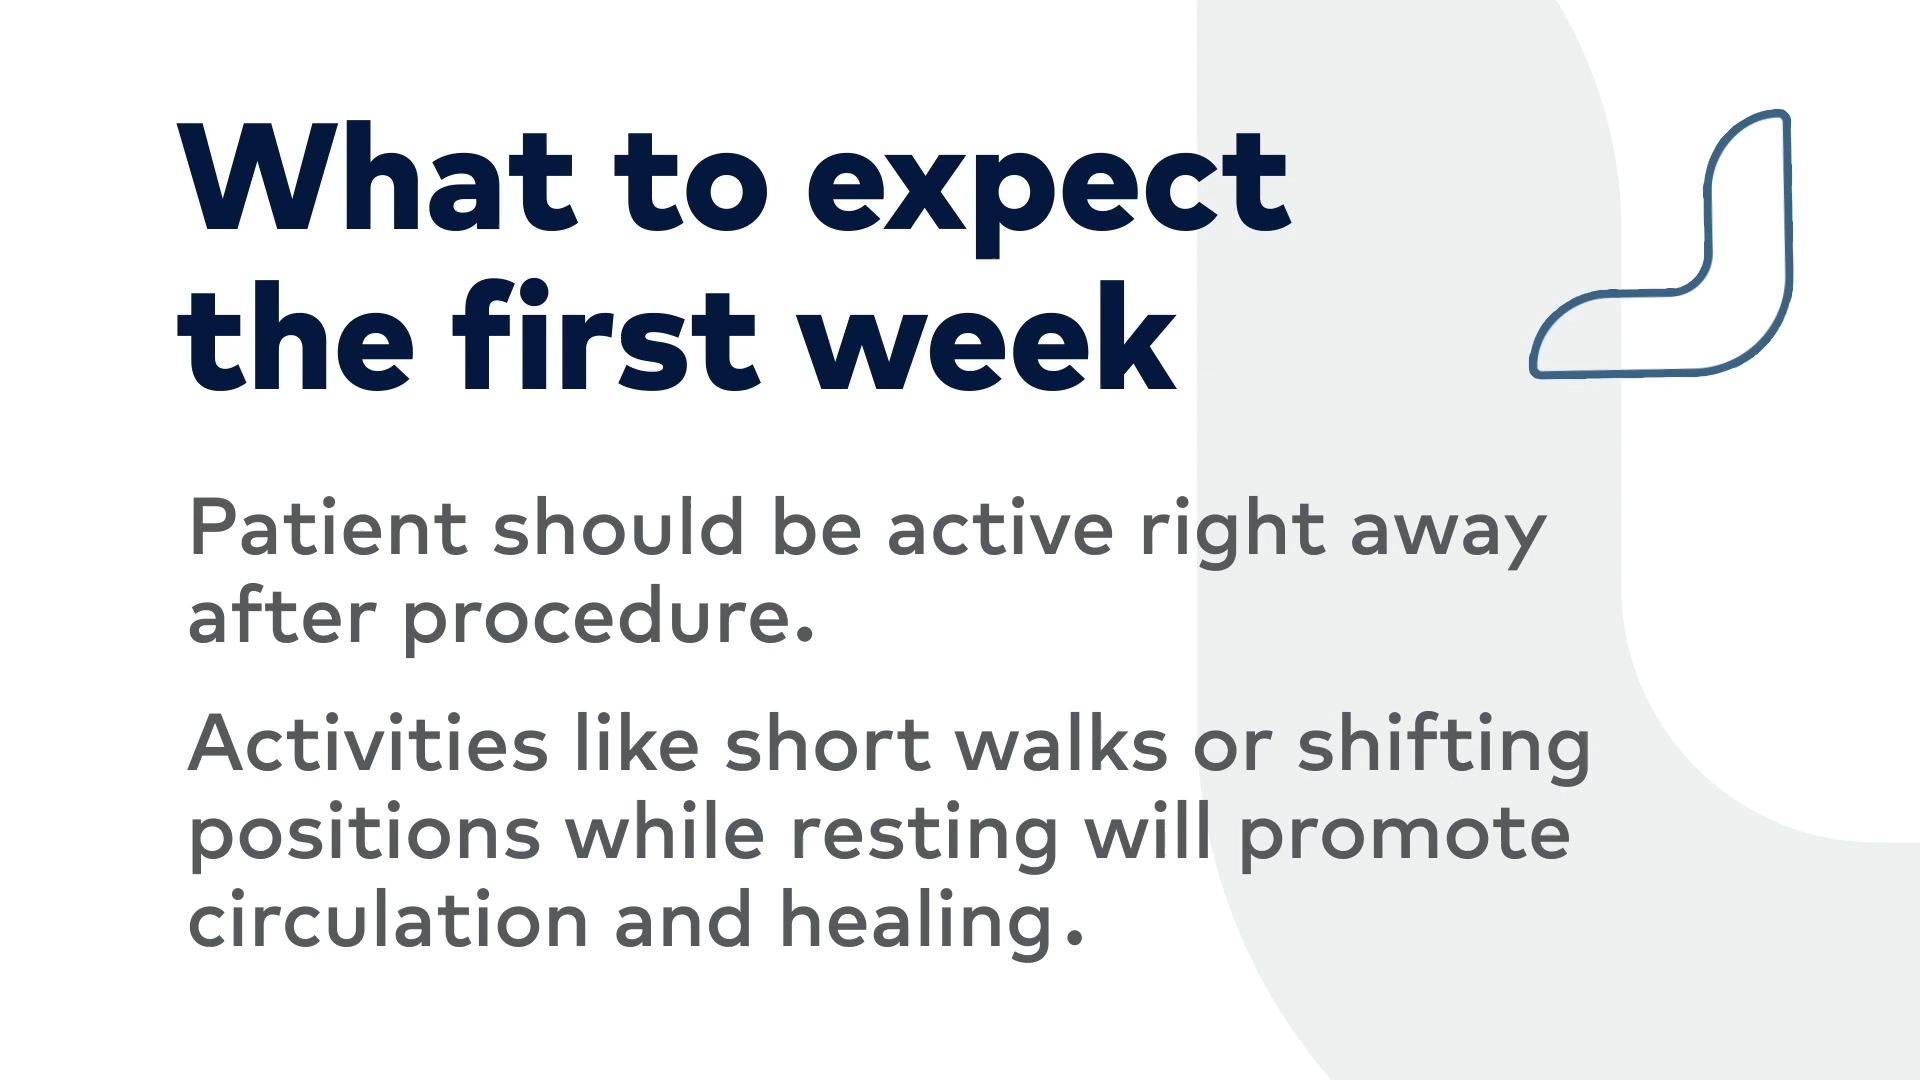 What to expect
the first week
Patient should be active right away
after procedure.
Activities like short walks or shifting
positions while resting will promote
circulation and healing.